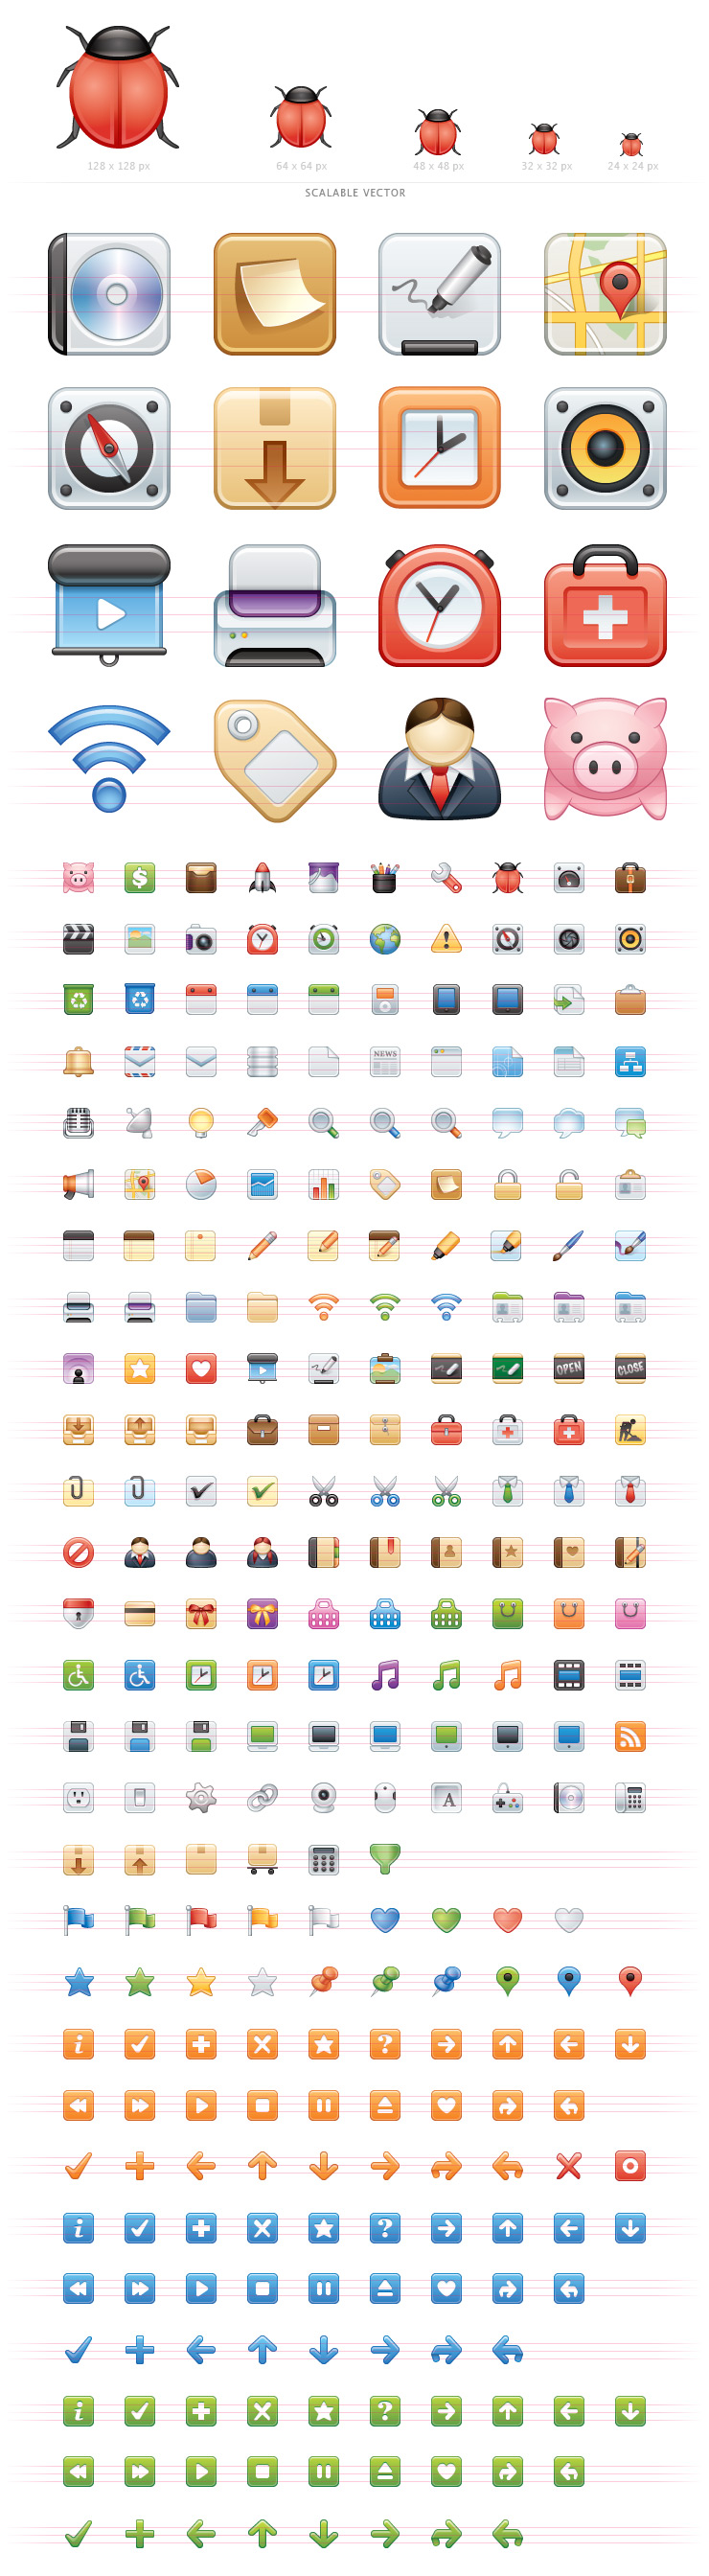 128 x 128 px
64 x 64 px
48 x 48 px
32 x 32 px
24 x 24 px
SCALABLE VECTOR
$
NEWS
OPEN
CLOSE
A
i
?
i
?
i
?